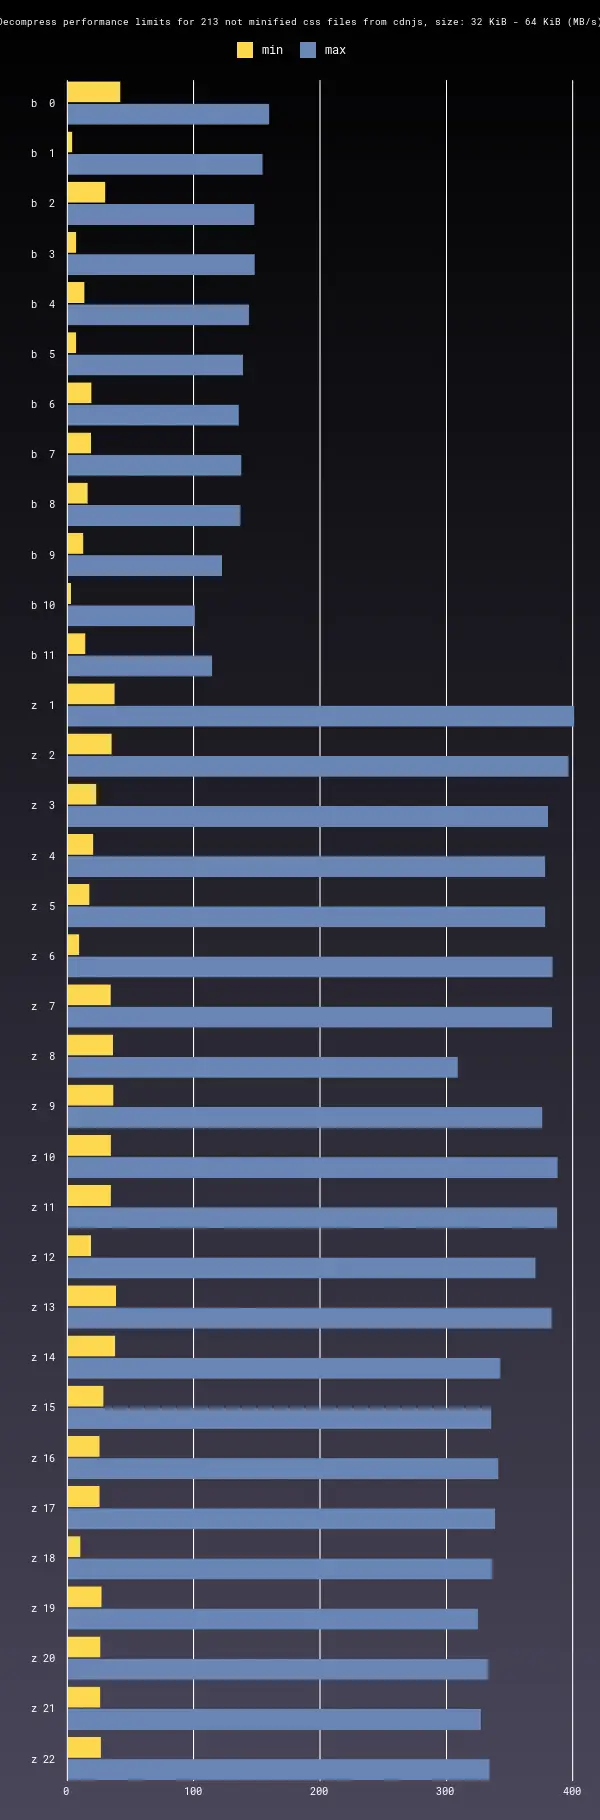 Decompress performance limits for 213 not minified css files from cdnjs, size: 32 KiB - 64 KiB (MB/s)
min max
b 0
b 1
b 2
b 3
b 4
b 5
b 6
b 7
b 8
b 9
b 10
b 11
z 1
z 2
z 3
z 4
z 5
z 6
z 7
z 8
z 9
z 10
z 11
z 12
z 13
z 14
z 15
z 16
z 17
z 18
z 19
z 20
z 21
z 22
0 100 200 300 400